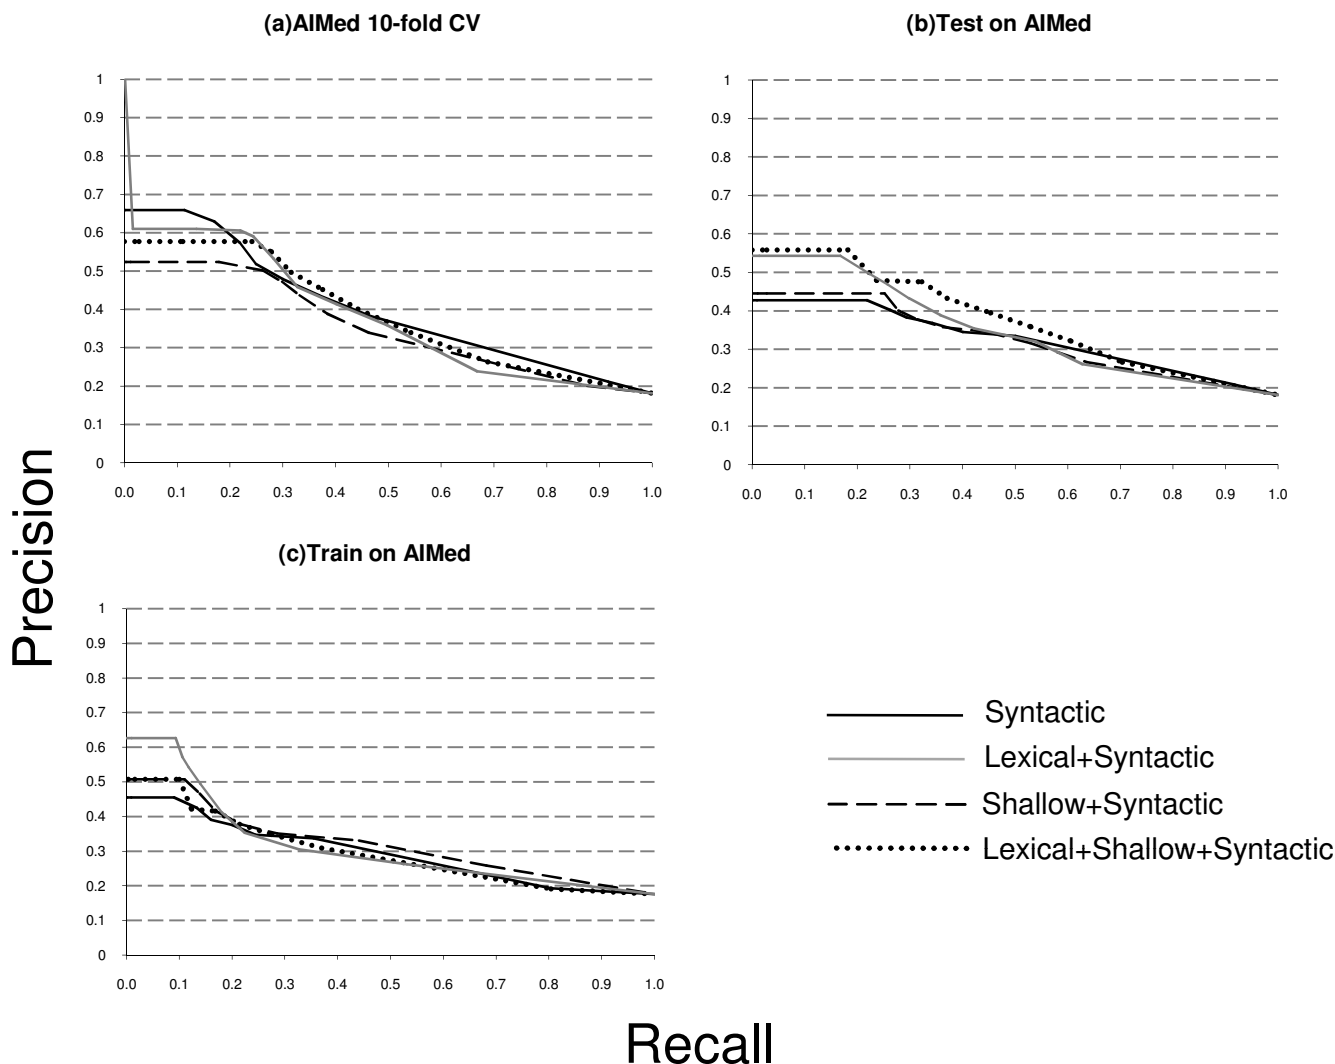 (a)AIMed 10-fold CV
1
0.9
0.8
0.7
0.6
0.5
0.4
0.3
0.2
0.1
0
0.0 0.1 0.2 0.3 0.4 0.5 0.6 0.7 0.8 0.9 1.0
(b)Test on AIMed
1
0.9
0.8
0.7
0.6
0.5
0.4
0.3
0.2
0.1
0
0.0 0.1 0.2 0.3 0.4 0.5 0.6 0.7 0.8 0.9 1.0
Precision
(c)Train on AIMed
1
0.9
0.8
0.7
0.6
0.5
0.4
0.3
0.2
0.1
0
0.0 0.1 0.2 0.3 0.4 0.5 0.6 0.7 0.8 0.9 1.0
Syntactic
Lexical+Syntactic
Shallow+Syntactic
Lexical+Shallow+Syntactic
Recall